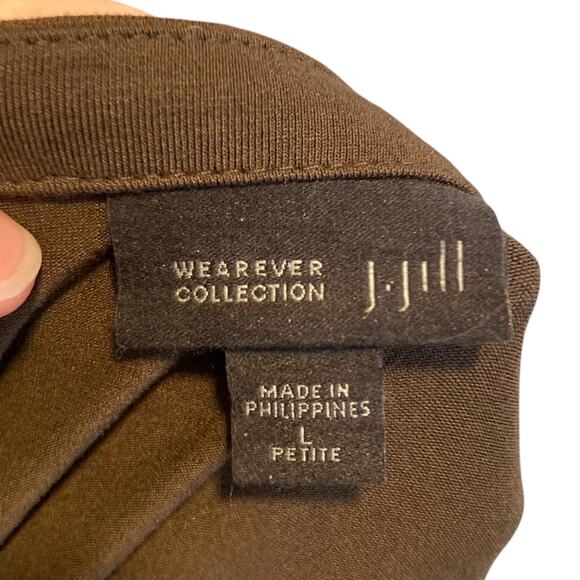 WEAREVER
COLLECTION
J.Jill
MADE IN
PHILIPPINES
L
PETITE